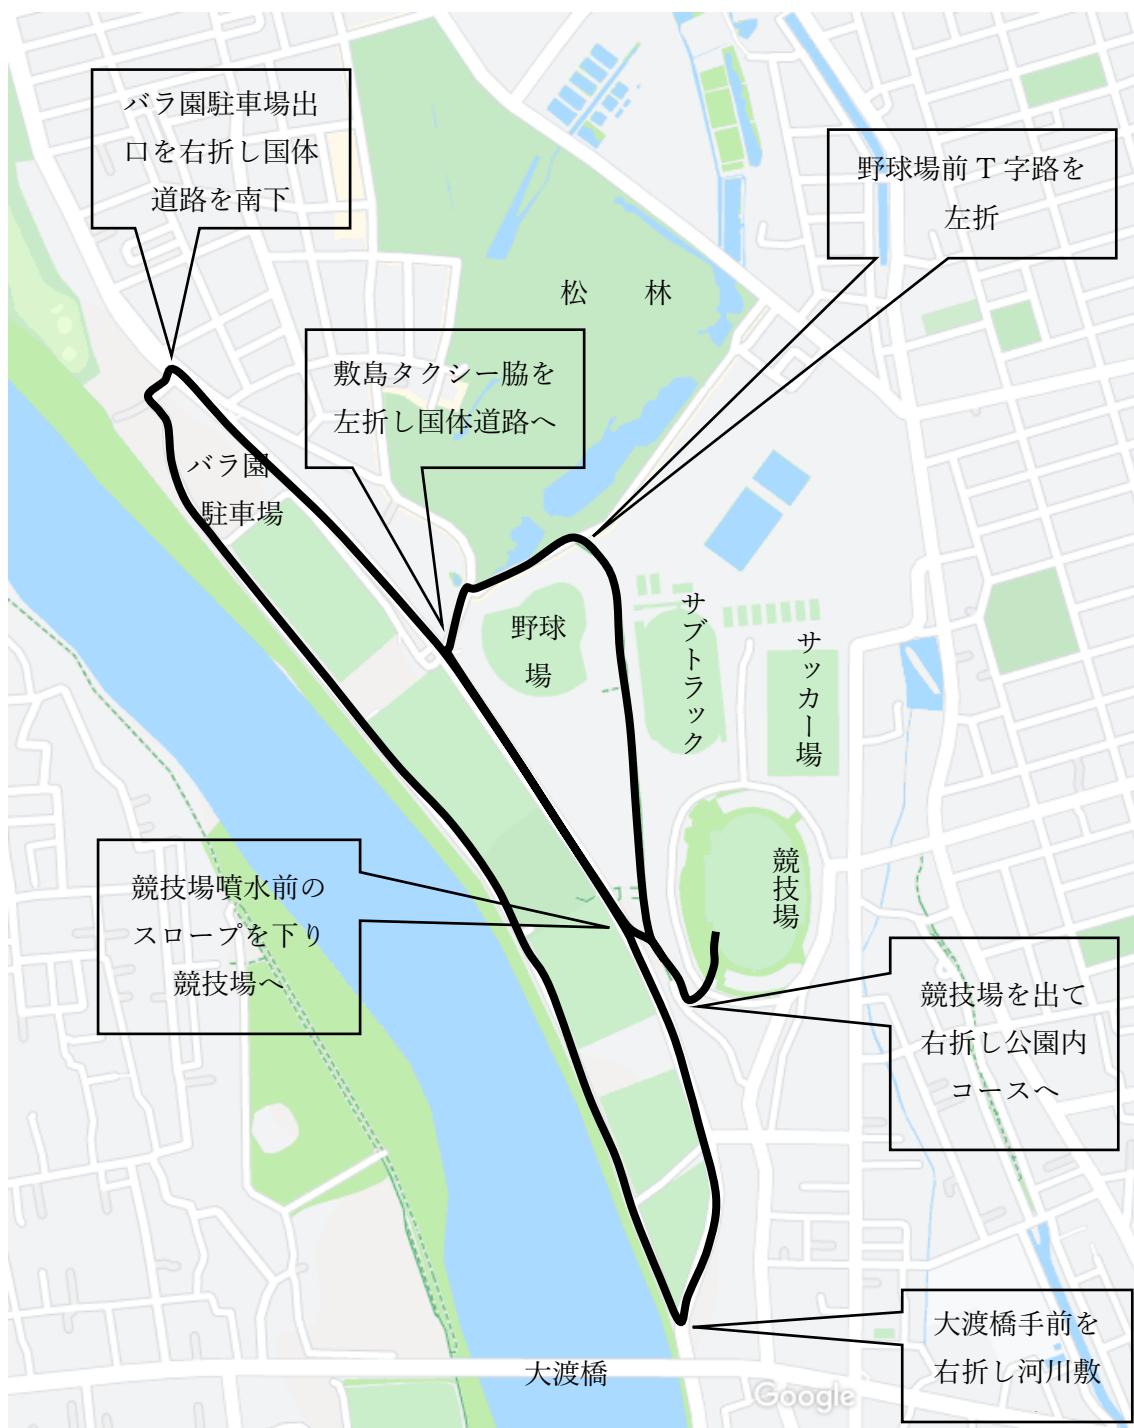 バラ園駐車場出
口を右折し国体
道路を南下
野球場前 T 字路を
左折
松 林
敷島タクシー脇を
左折し国体道路へ
バラ園
駐車場
野球
場
サブトラック
サッカー場
競技場
競技場噴水前の
スロープを下り
競技場へ
競技場を出て
右折し公園内
コースへ
大渡橋手前を
右折し河川敷
大渡橋
Google